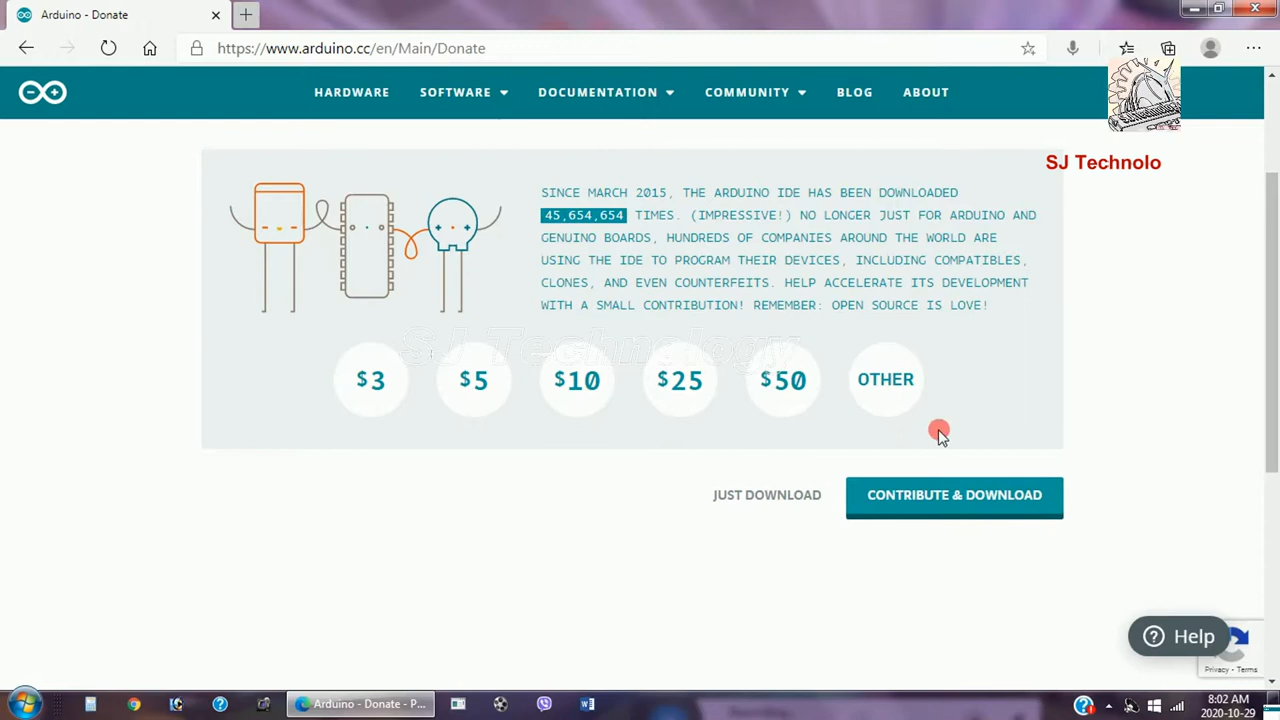 Arduino - Donate
https://www.arduino.cc/en/Main/Donate
HARDWARE SOFTWARE DOCUMENTATION COMMUNITY BLOG ABOUT
SJ Technolo
SINCE MARCH 2015, THE ARDUINO IDE HAS BEEN DOWNLOADED
45,654,654 TIMES. (IMPRESSIVE!) NO LONGER JUST FOR ARDUINO AND
GENUINO BOARDS, HUNDREDS OF COMPANIES AROUND THE WORLD ARE
USING THE IDE TO PROGRAM THEIR DEVICES, INCLUDING COMPATIBLES,
CLONES, AND EVEN COUNTERFEITS. HELP ACCELERATE ITS DEVELOPMENT
WITH A SMALL CONTRIBUTION! REMEMBER: OPEN SOURCE IS LOVE!
SJ Technology
$3 $5 $10 $25 $50 OTHER
JUST DOWNLOAD CONTRIBUTE & DOWNLOAD
Help
Privacy - Terms
Arduino - Donate - P...
8:02 AM
2020-10-29